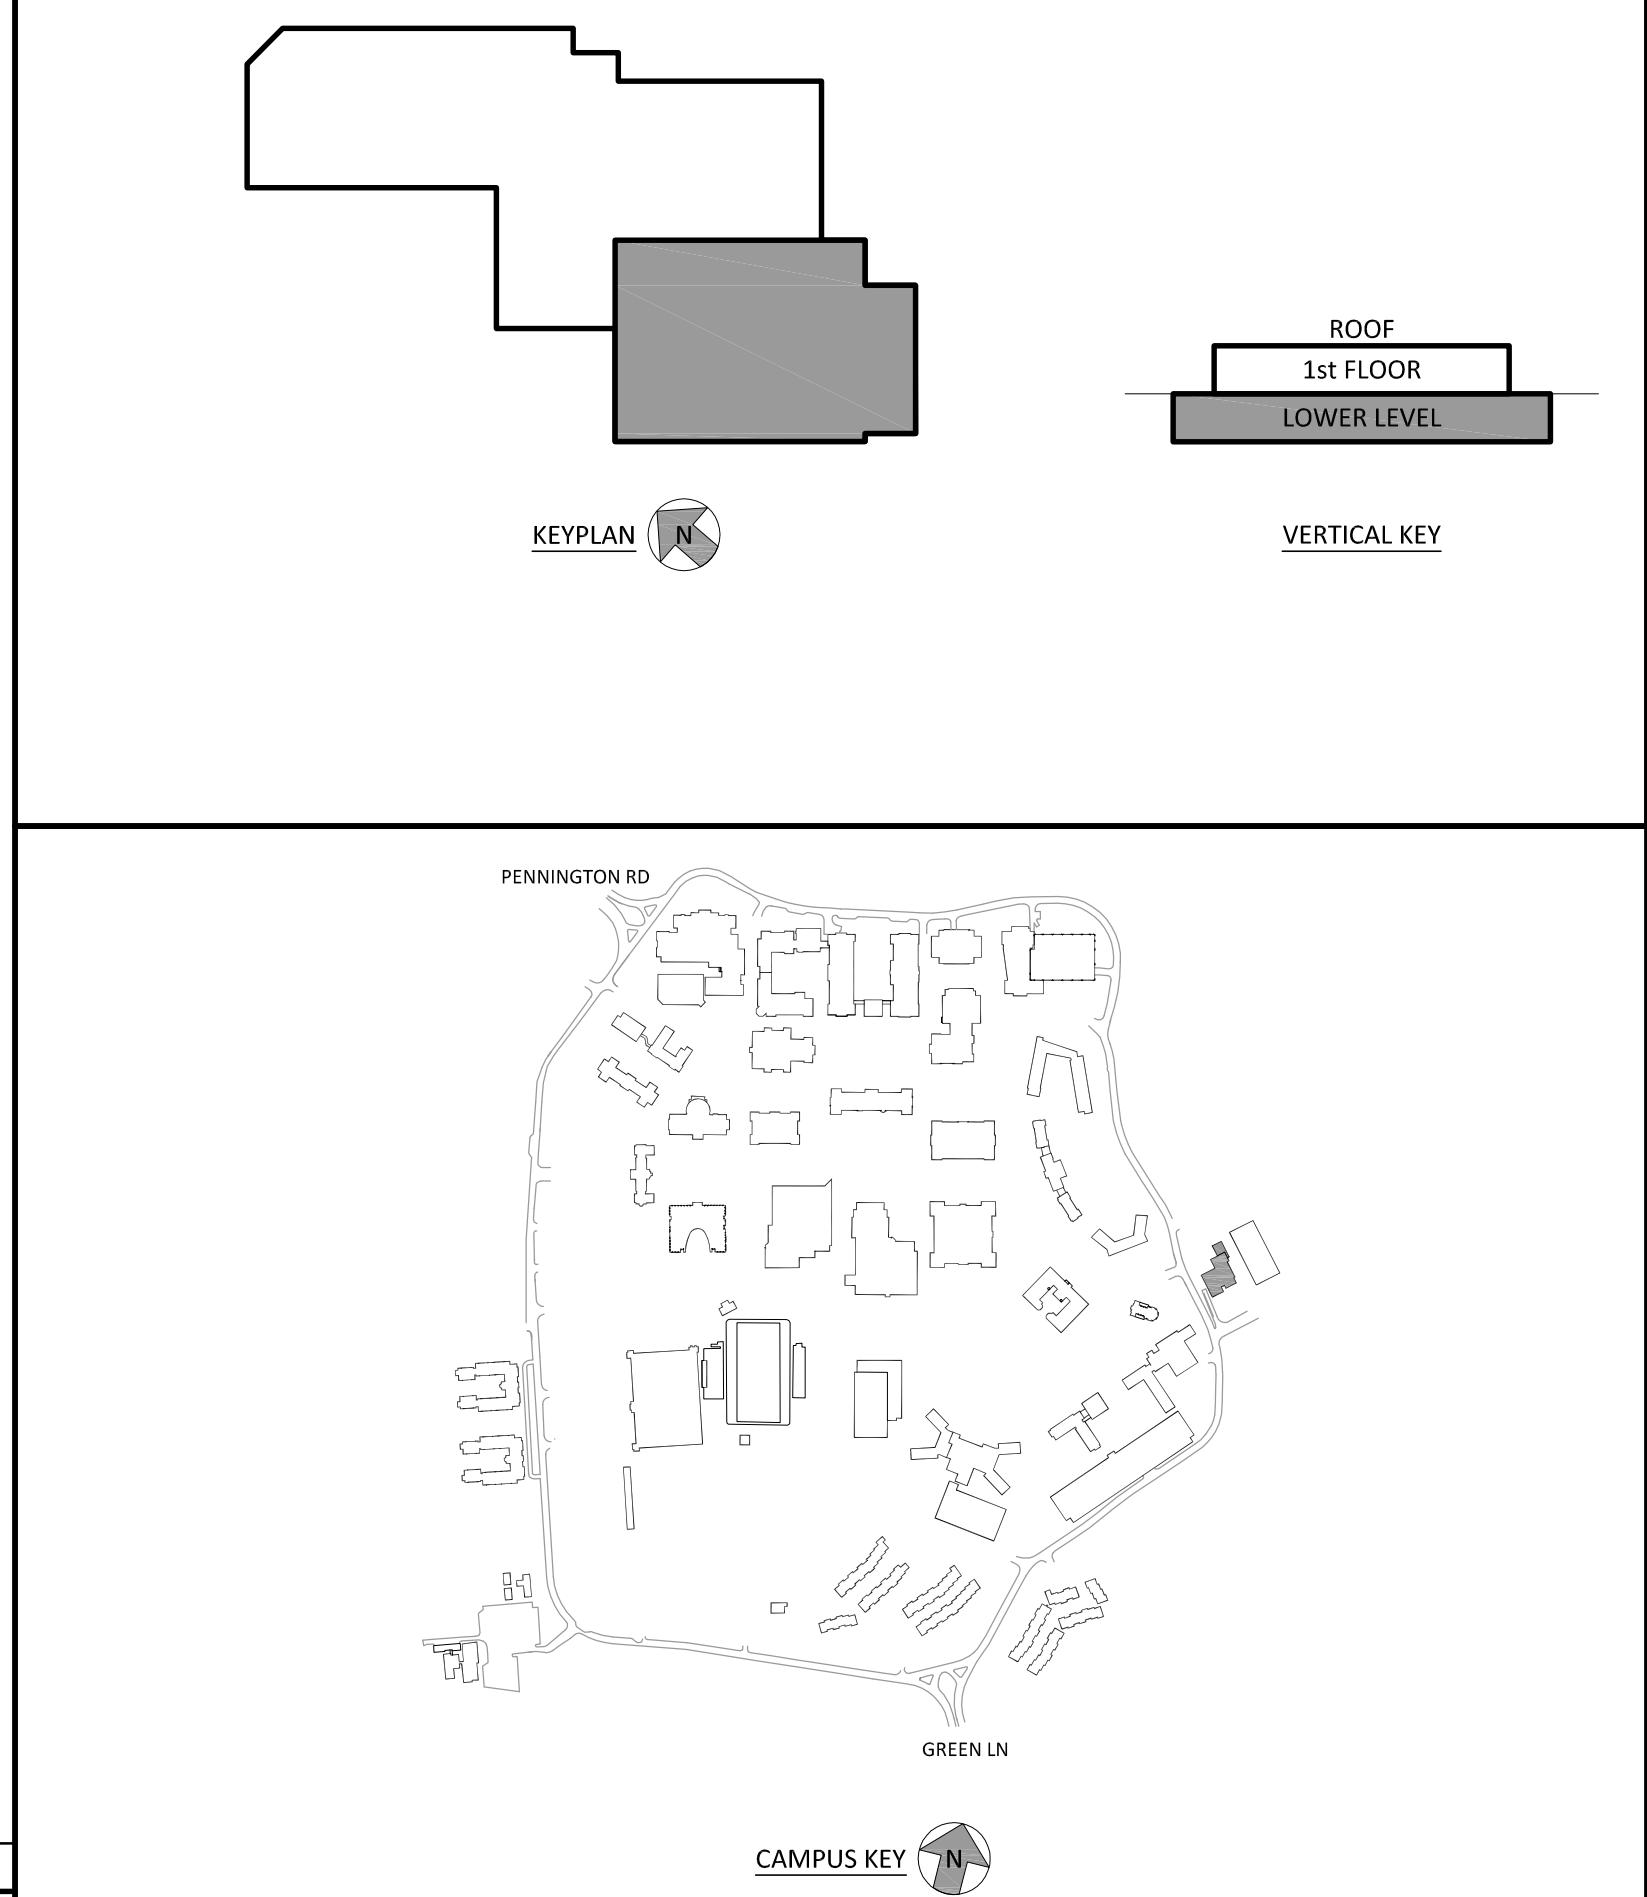 ROOF
1st FLOOR
LOWER LEVEL
KEYPLAN
N
VERTICAL KEY
PENNINGTON RD
GREEN LN
CAMPUS KEY
N